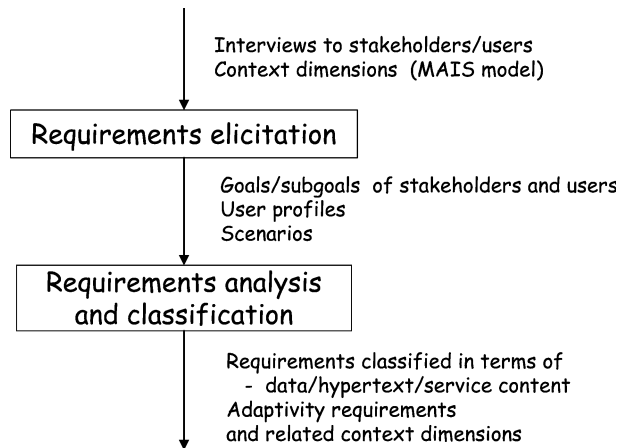 Interviews to stakeholders/users
Context dimensions (MAIS model)
Requirements elicitation
Goals/subgoals of stakeholders and users
User profiles
Scenarios
Requirements analysis
and classification
Requirements classified in terms of
- data/hypertext/service content
Adaptivity requirements
and related context dimensions